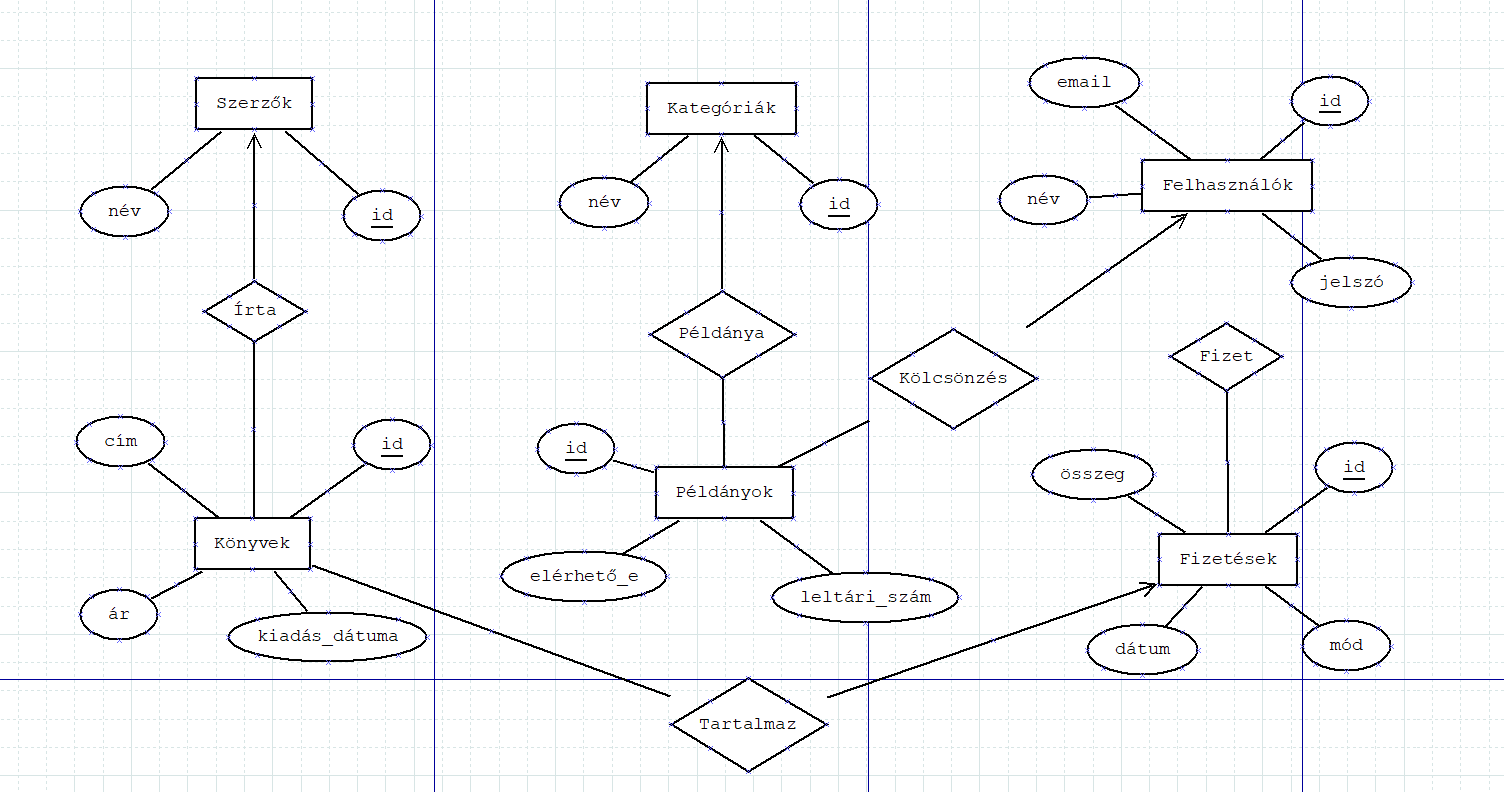 Szerzők
név
id
Írta
cím
id
Könyvek
ár
kiadás_dátuma
Kategóriák
név
id
Példánya
id
Példányok
elérhető_e
leltári_szám
Kölcsönzés
email
id
Felhasználók
név
jelszó
Fizet
összeg
id
Fizetések
dátum
mód
Tartalmaz